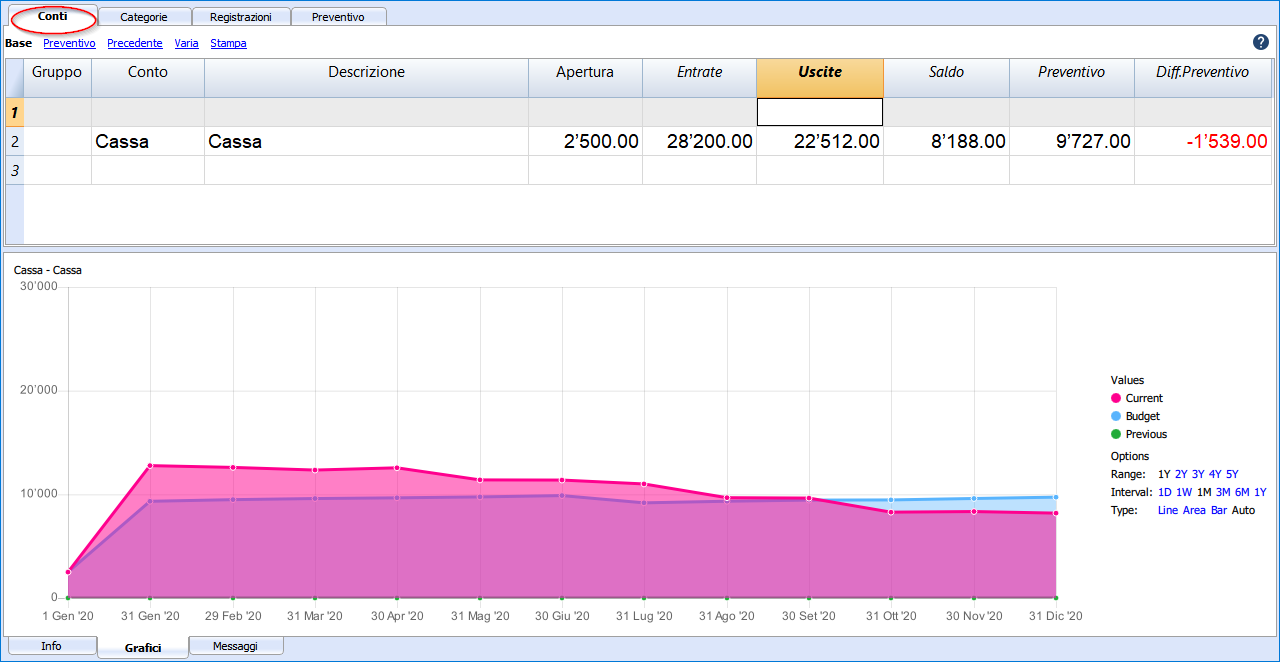 Conti Categorie Registrazioni Preventivo
Base Preventivo Precedente Varia Stampa ?
Gruppo Conto Descrizione Apertura Entrate Uscite Saldo Preventivo Diff.Preventivo
1
2 Cassa Cassa 2’500.00 28’200.00 22’512.00 8’188.00 9’727.00 -1’539.00
3
Cassa - Cassa
30'000
20'000
10'000
0
1 Gen '20 31 Gen '20 29 Feb '20 31 Mar '20 30 Apr '20 31 Mag '20 30 Giu '20 31 Lug '20 31 Ago '20 30 Set '20 31 Ott '20 30 Nov '20 31 Dic '20
Values
Current
Budget
Previous
Options
Range: 1Y 2Y 3Y 4Y 5Y
Interval: 1D 1W 1M 3M 6M 1Y
Type: Line Area Bar Auto
Info Grafici Messaggi